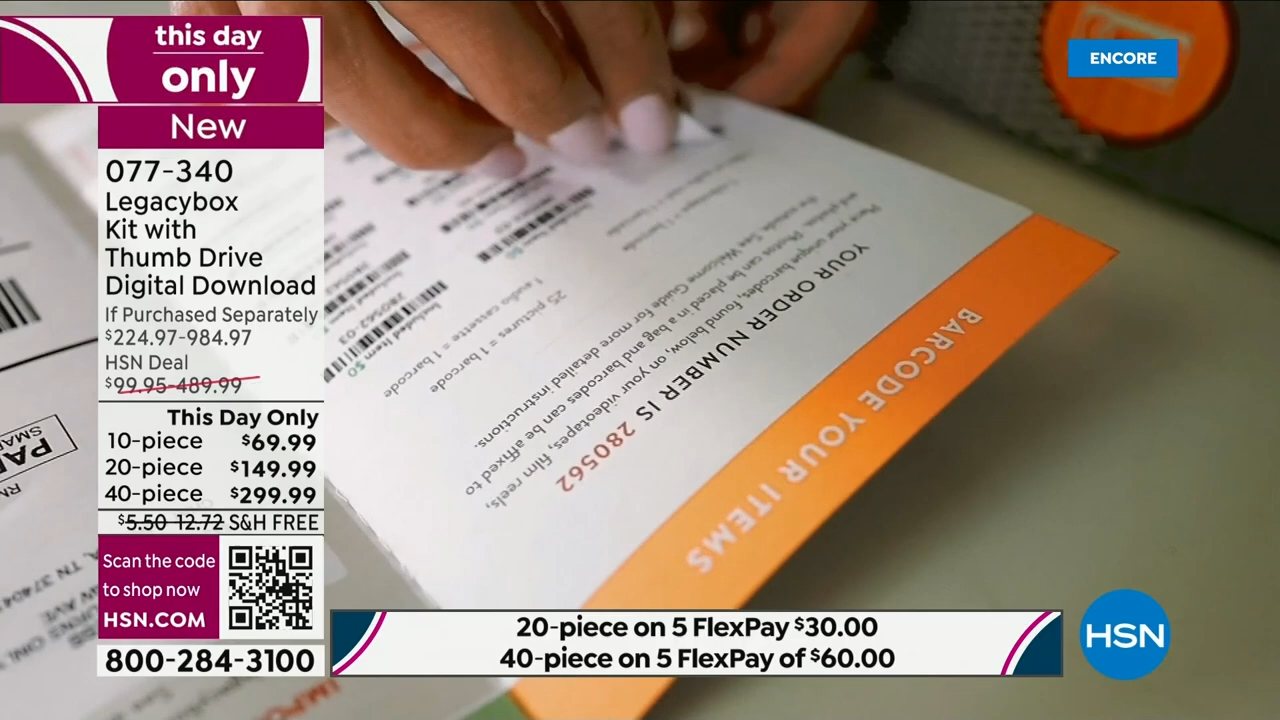 this day
only
ENCORE
New
077-340
Legacybox
Kit with
Thumb Drive
Digital Download
If Purchased Separately
$224.97-984.97
HSN Deal
$99.95-489.99
This Day Only
10-piece $69.99
20-piece $149.99
40-piece $299.99
$5.50-12.72 S&H FREE
Scan the code
to shop now
HSN.COM
800-284-3100
20-piece on 5 FlexPay $30.00
40-piece on 5 FlexPay of $60.00
HSN
BARCODE YOUR ITEMS
YOUR ORDER NUMBER IS 280562
Place your unique barcodes, found below, on your videotapes, film reels,
and photos. Photos can be placed in a bag and barcodes can be affixed to
the outside. See Welcome Guide for more detailed instructions.
25 pictures = 1 barcode
1 audio cassette = 1 barcode
280562-03